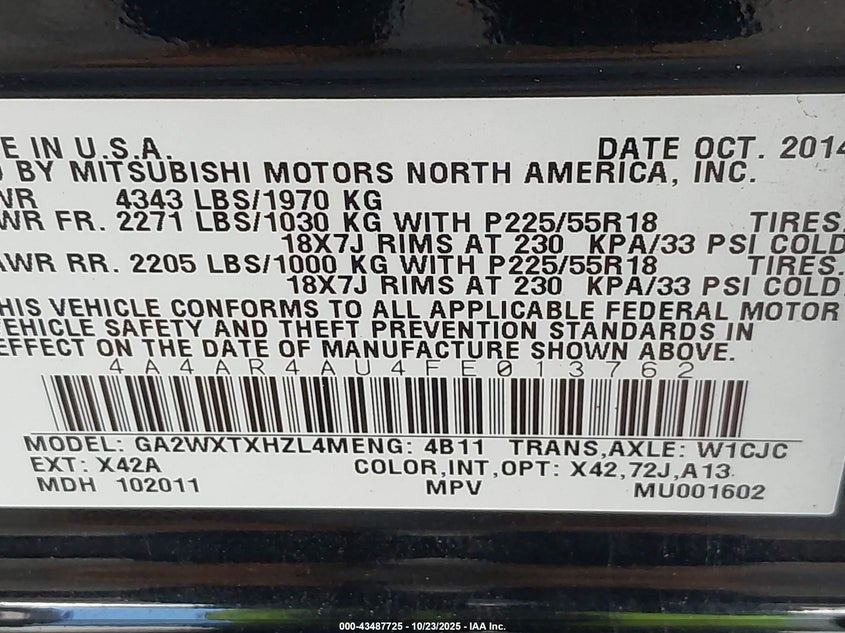 E IN U.S.A. DATE OCT. 2014
D BY MITSUBISHI MOTORS NORTH AMERICA, INC.
WR 4343 LBS/1970 KG
WR FR. 2271 LBS/1030 KG WITH P225/55R18 TIRES.
18X7J RIMS AT 230 KPA/33 PSI COLD
AWR RR. 2205 LBS/1000 KG WITH P225/55R18 TIRES.
18X7J RIMS AT 230 KPA/33 PSI COLD.
HIS VEHICLE CONFORMS TO ALL APPLICABLE FEDERAL MOTOR
VEHICLE SAFETY AND THEFT PREVENTION STANDARDS IN
EFFECT ON THE DATE OF MANUFACTURE SHOWN ABOVE.
4A4AR4AU4FE013762
MODEL: GA2WXTXHZL4MENG: 4B11 TRANS,AXLE: W1CJC
EXT: X42A COLOR,INT,OPT: X42,72J,A13
MDH 102011 MPV MU001602
000-43487725 - 10/23/2025 - IAA Inc.